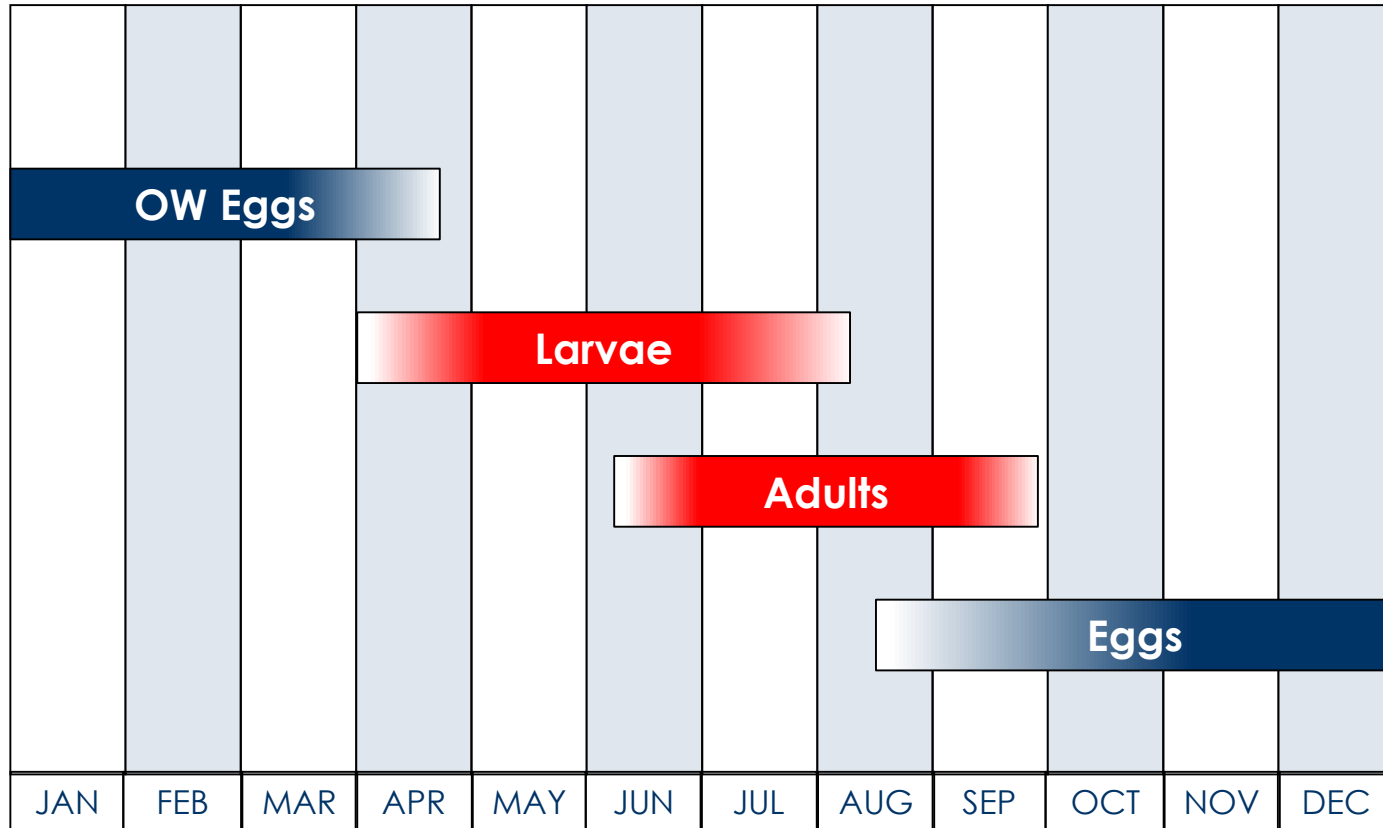 OW Eggs
Larvae
Adults
Eggs
JAN FEB MAR APR MAY JUN JUL AUG SEP OCT NOV DEC